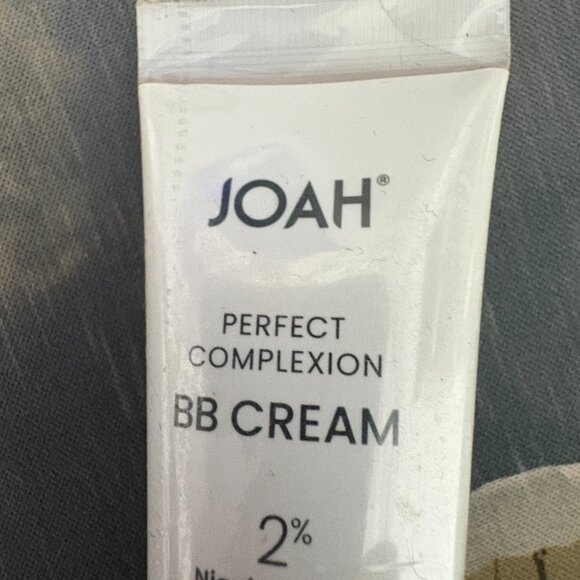 JOAH®
PERFECT
COMPLEXION
BB CREAM
2%